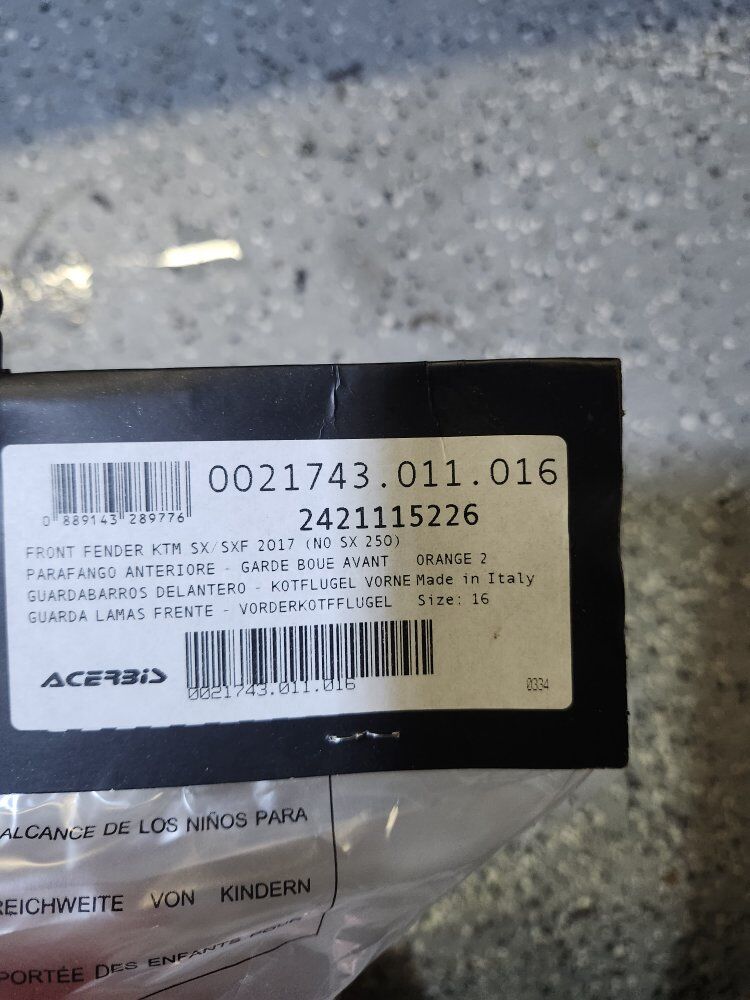 0021743.011.016
0 889143 289776
2421115226
FRONT FENDER KTM SX/SXF 2017 (NO SX 250)
PARAFANGO ANTERIORE - GARDE BOUE AVANT ORANGE 2
GUARDABARROS DELANTERO - KOTFLUGEL VORNE Made in Italy
GUARDA LAMAS FRENTE - VORDERKOTFFLUGEL Size: 16
ACERBIS
0021743.011.016
0334
ALCANCE DE LOS NIÑOS PARA
REICHWEITE VON KINDERN
PORTÉE DES ENFANTS POUR